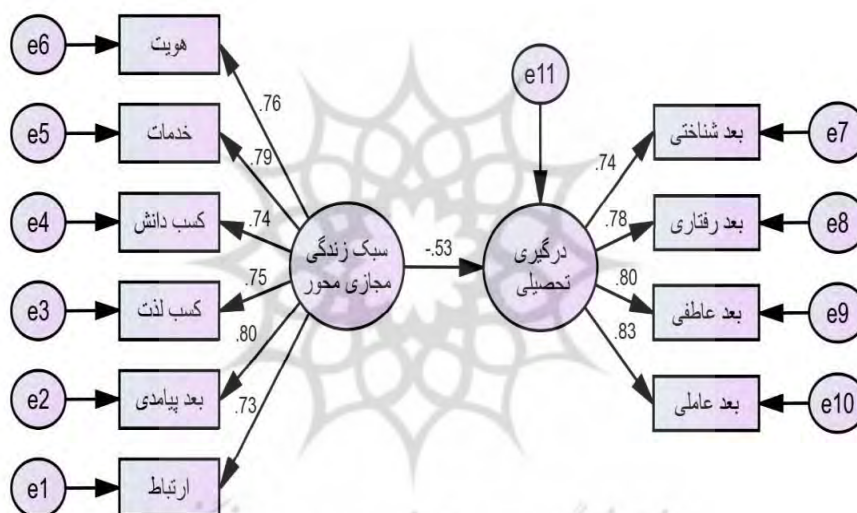 e6
هویت
.76
e5
خدمات
.79
e4
کسب دانش
.74
e3
کسب لذت
.75
e2
بعد پیامدی
.80
e1
ارتباط
.73
سبک زندگی
مجازی محور
-.53
e11
درگیری
تحصیلی
.74
بعد شناختی
e7
.78
بعد رفتاری
e8
.80
بعد عاطفی
e9
.83
بعد عاملی
e10